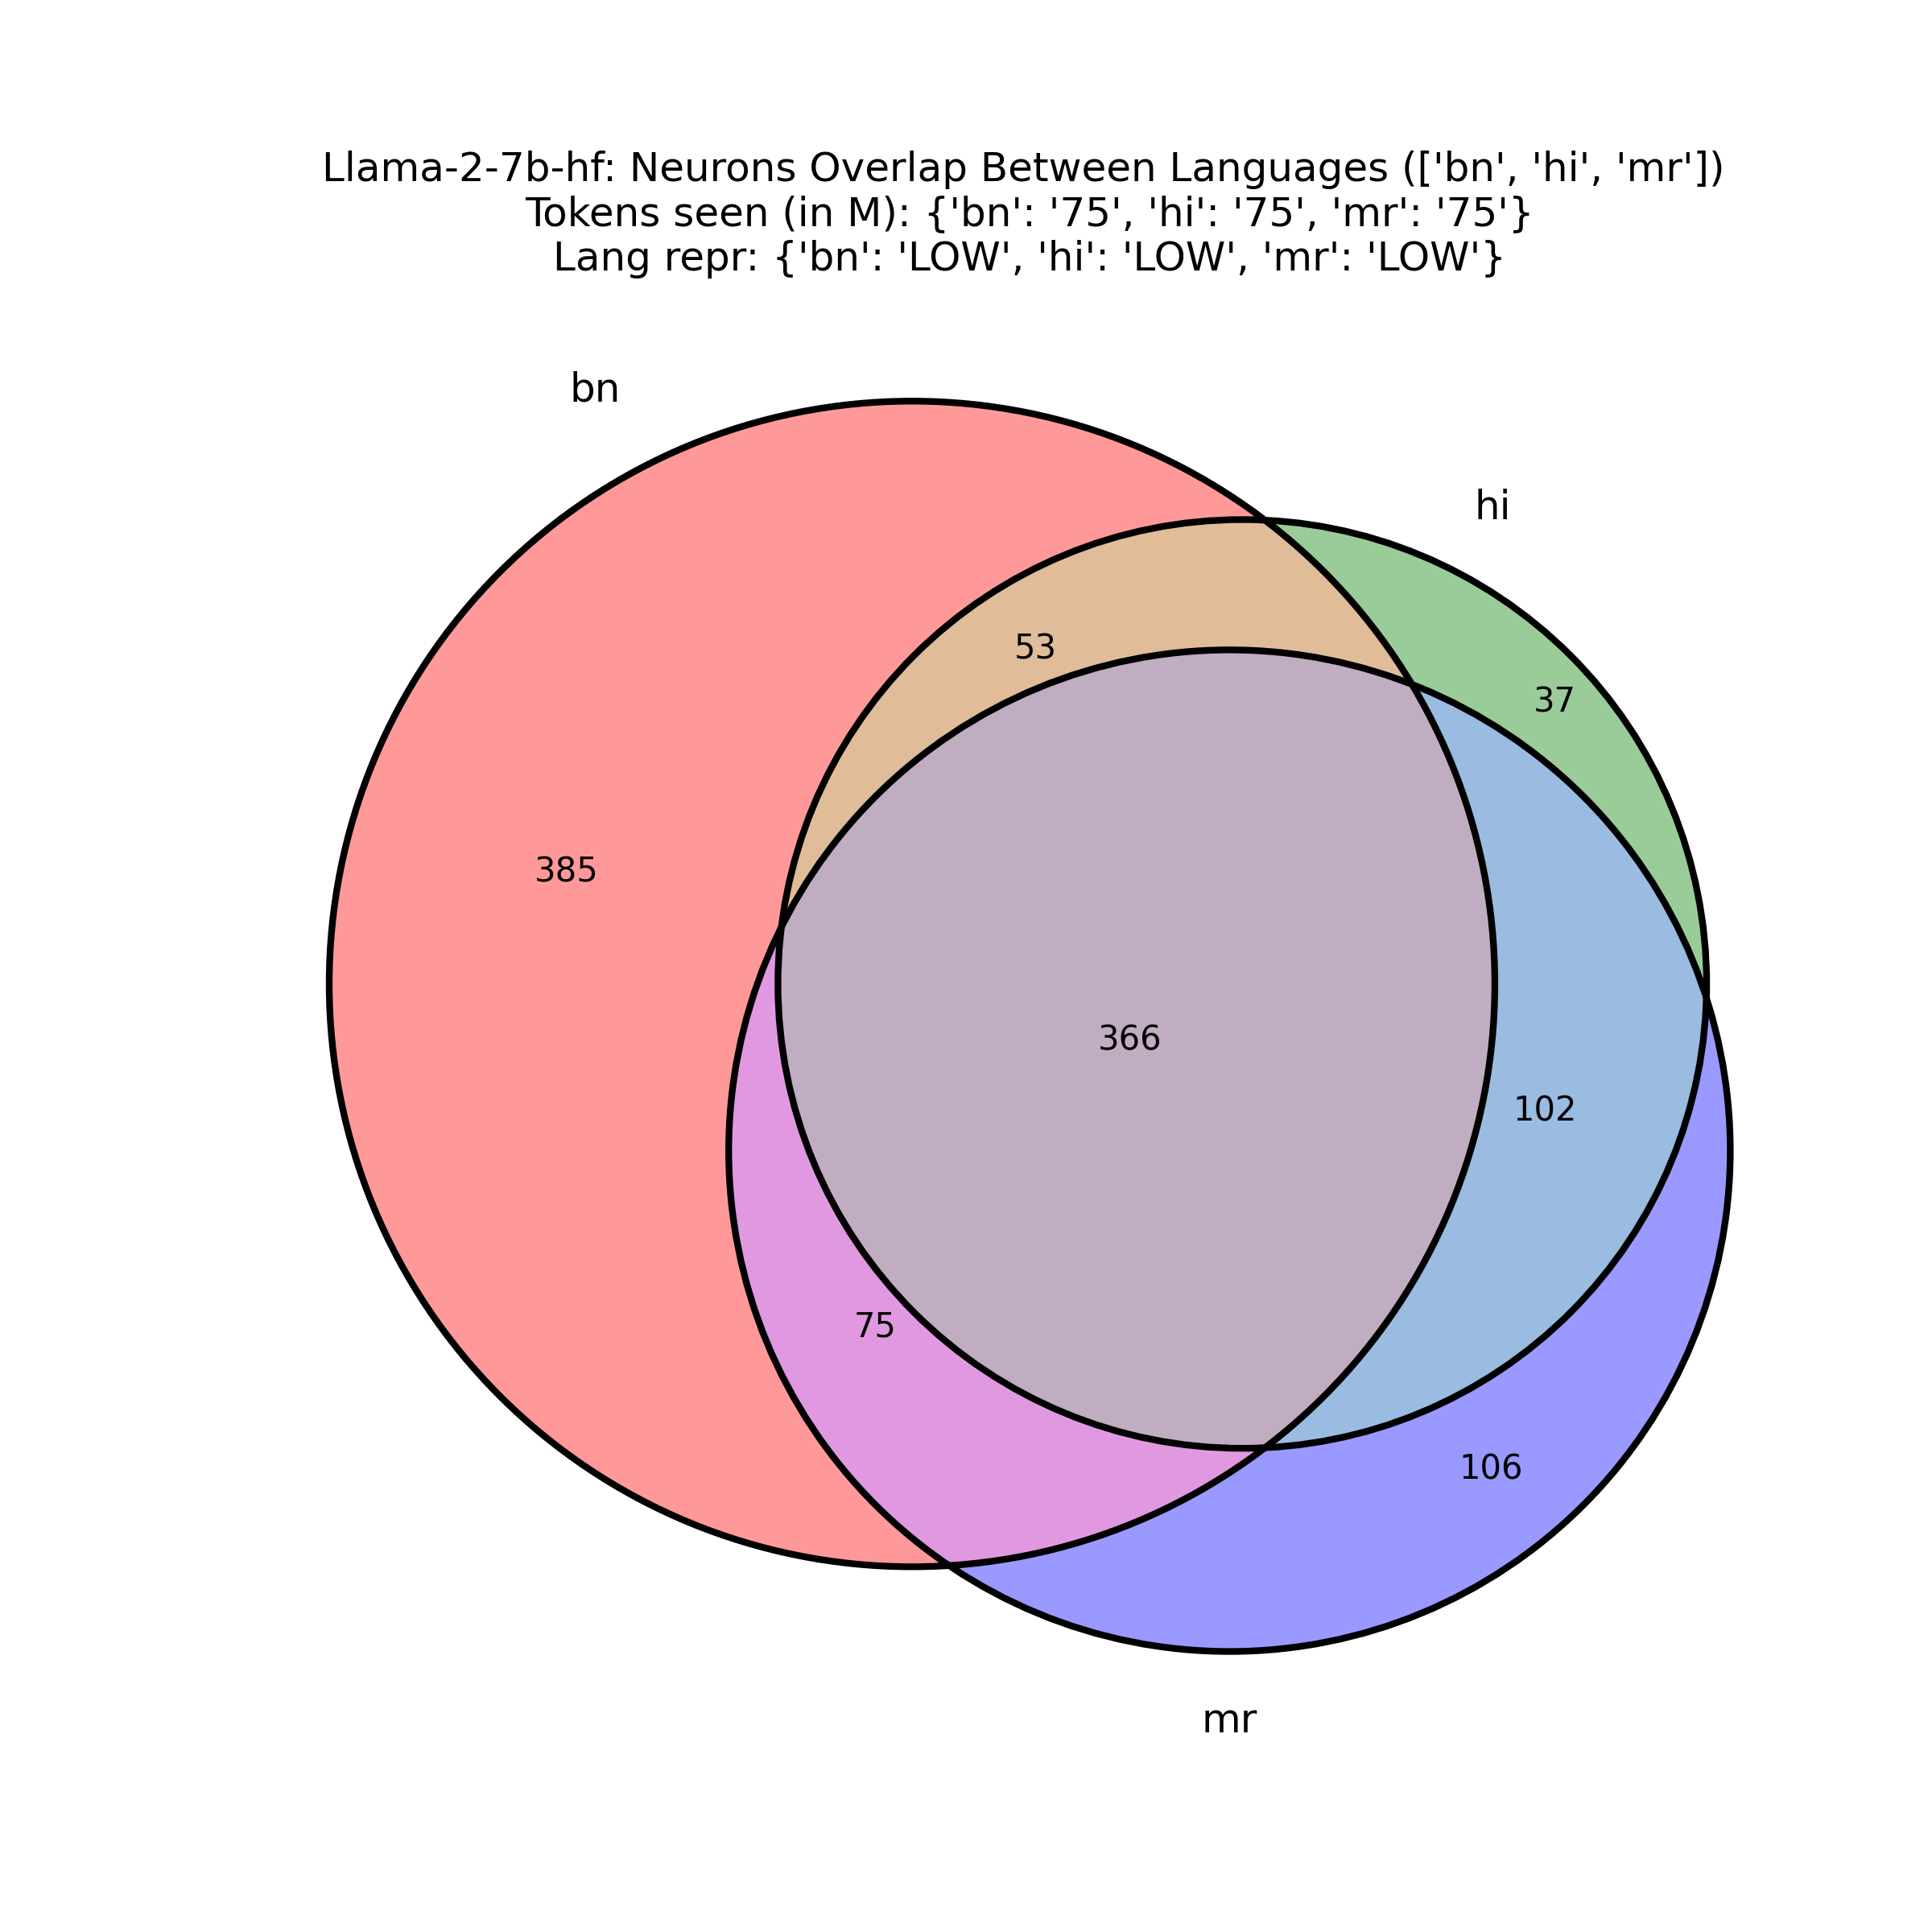 Llama-2-7b-hf: Neurons Overlap Between Languages (['bn', 'hi', 'mr'])
Tokens seen (in M): {'bn': '75', 'hi': '75', 'mr': '75'}
Lang repr: {'bn': 'LOW', 'hi': 'LOW', 'mr': 'LOW'}
bn
hi
53
37
385
366
102
75
106
mr